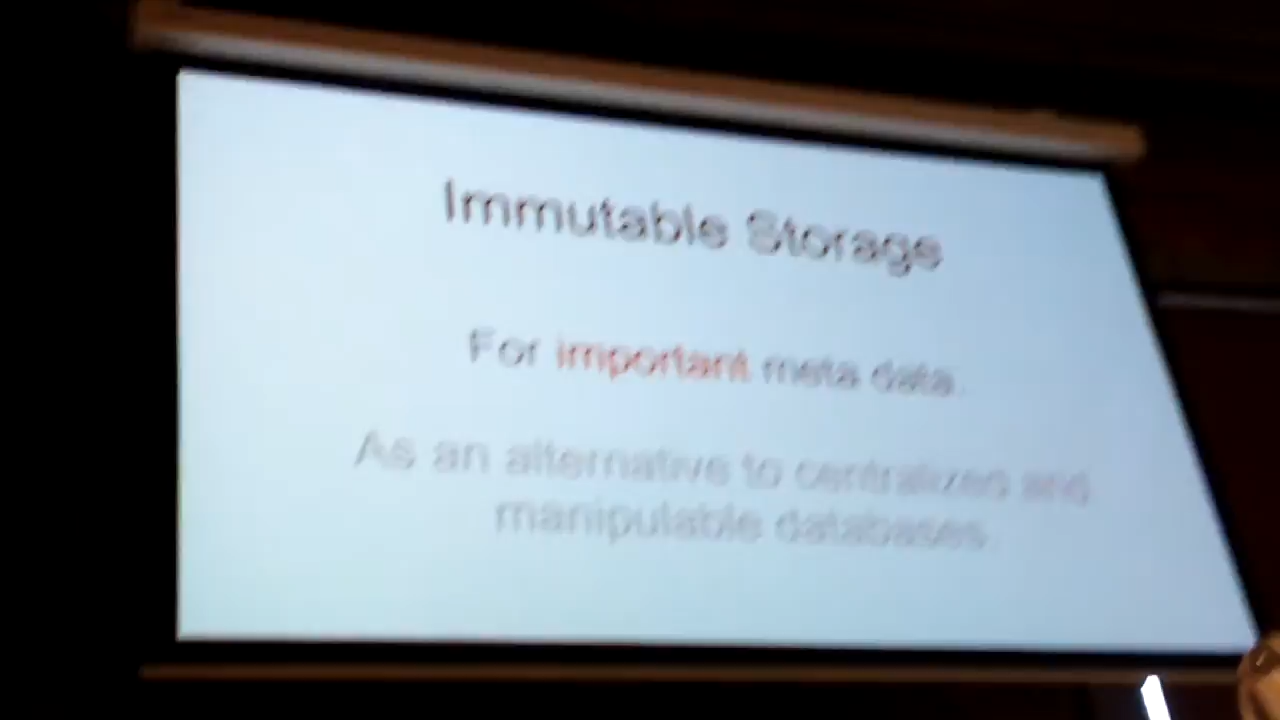 Immutable Storage
For important meta data.
As an alternative to centralized and
manipulable databases.